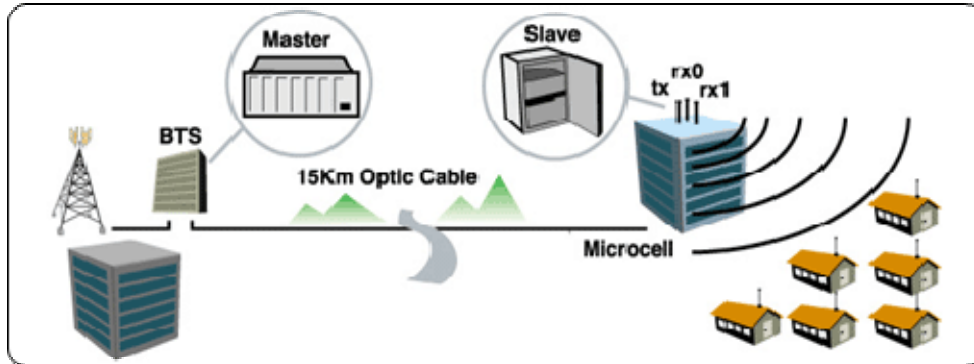 Master
Slave
tx
rx0
rx1
BTS
15Km Optic Cable
Microcell